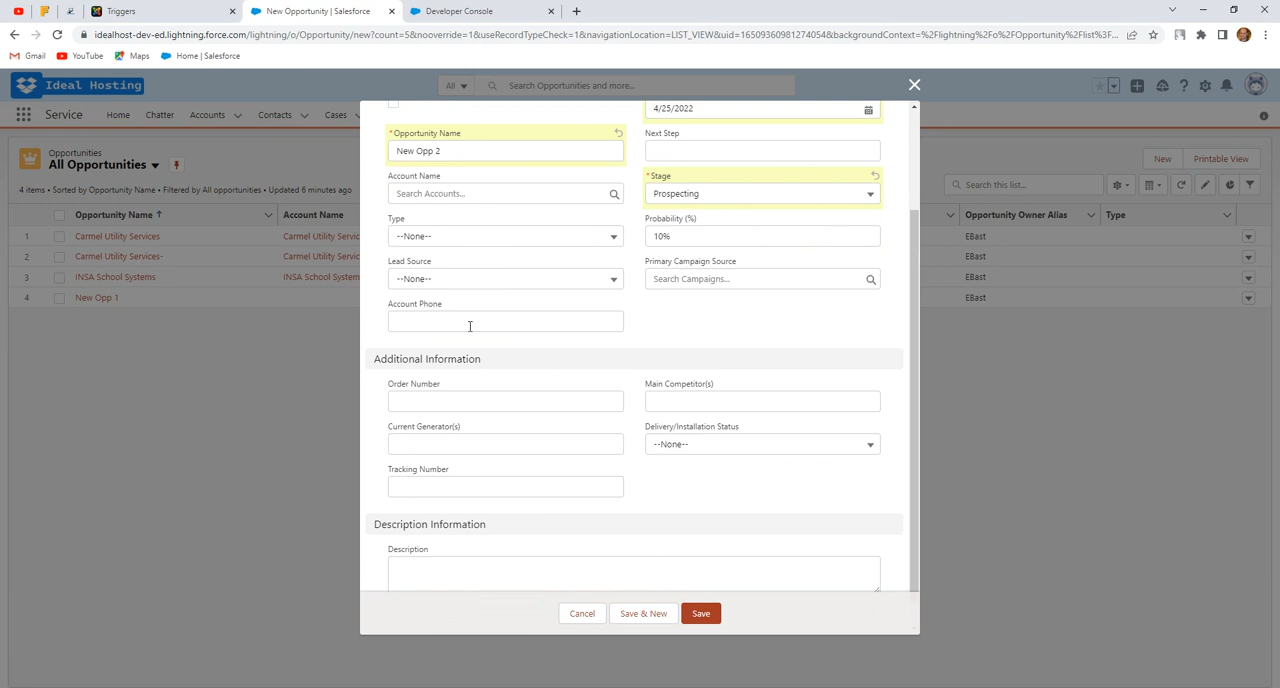 Triggers
New Opportunity | Salesforce
Developer Console
idealhost-dev-ed.lightning.force.com/lightning/o/Opportunity/new?count=5&nooverride=1&useRecordTypeCheck=1&navigationLocation=LIST_VIEW&uid=16509360981274054&backgroundContext=%2Flightning%2Fo%2FOpportunity%2Flist%3F...
Gmail
YouTube
Maps
Home | Salesforce
Ideal Hosting
All
Search Opportunities and more...
Service
Home
Chatter
Accounts
Contacts
Cases
Opportunities
All Opportunities
New
Printable View
4 items • Sorted by Opportunity Name • Filtered by All opportunities • Updated 6 minutes ago
Search this list...
Opportunity Name
Account Name
Opportunity Owner Alias
Type
1
Carmel Utility Services
Carmel Utility Servic
EBast
2
Carmel Utility Services-
Carmel Utility Servic
EBast
3
INSA School Systems
INSA School System
EBast
4
New Opp 1
EBast
4/25/2022
*Opportunity Name
New Opp 2
Next Step
Account Name
Search Accounts...
*Stage
Prospecting
Type
--None--
Probability (%)
10%
Lead Source
--None--
Primary Campaign Source
Search Campaigns...
Account Phone
Additional Information
Order Number
Main Competitor(s)
Current Generator(s)
Delivery/Installation Status
--None--
Tracking Number
Description Information
Description
Cancel
Save & New
Save